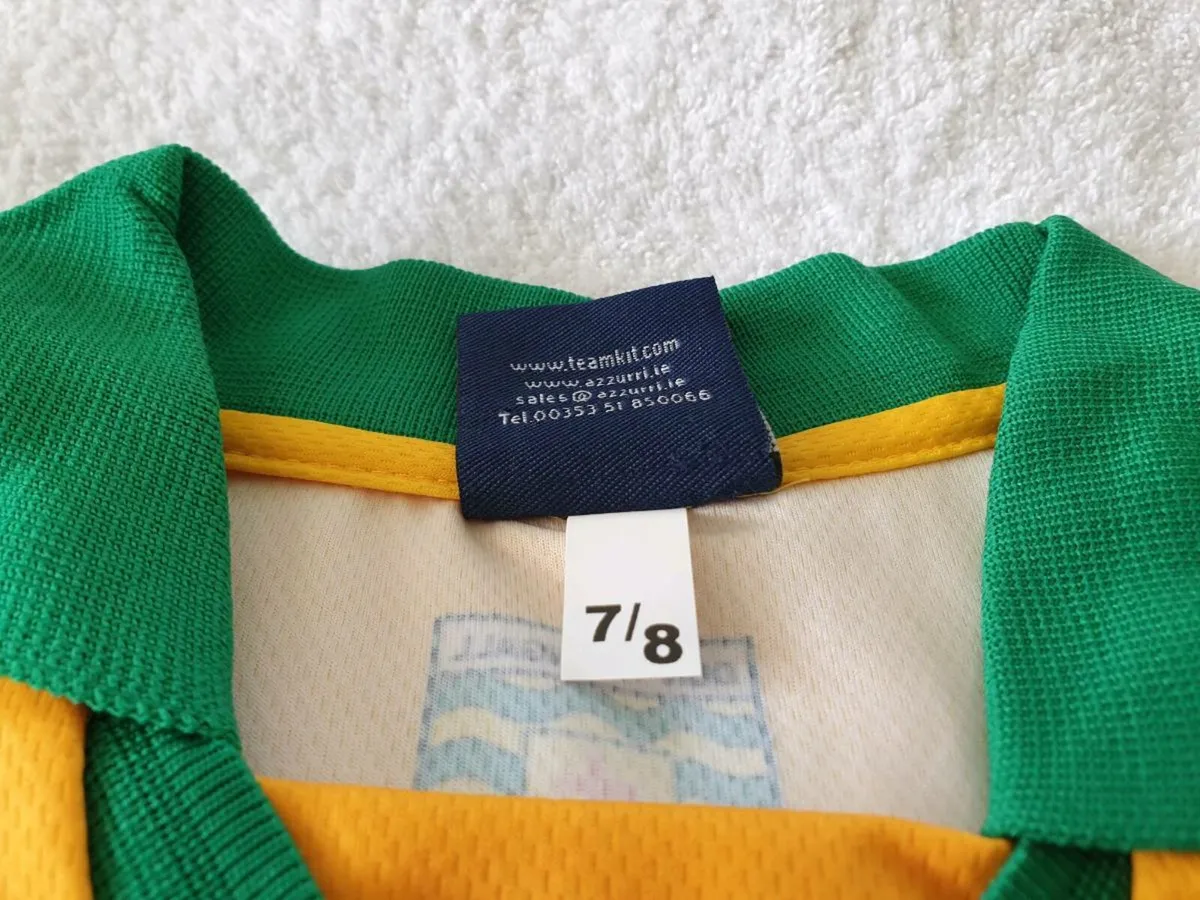 www.teamkit.com
www.azzurri.ie
sales@azzurri.ie
Tel.00353 51 850066
7/8